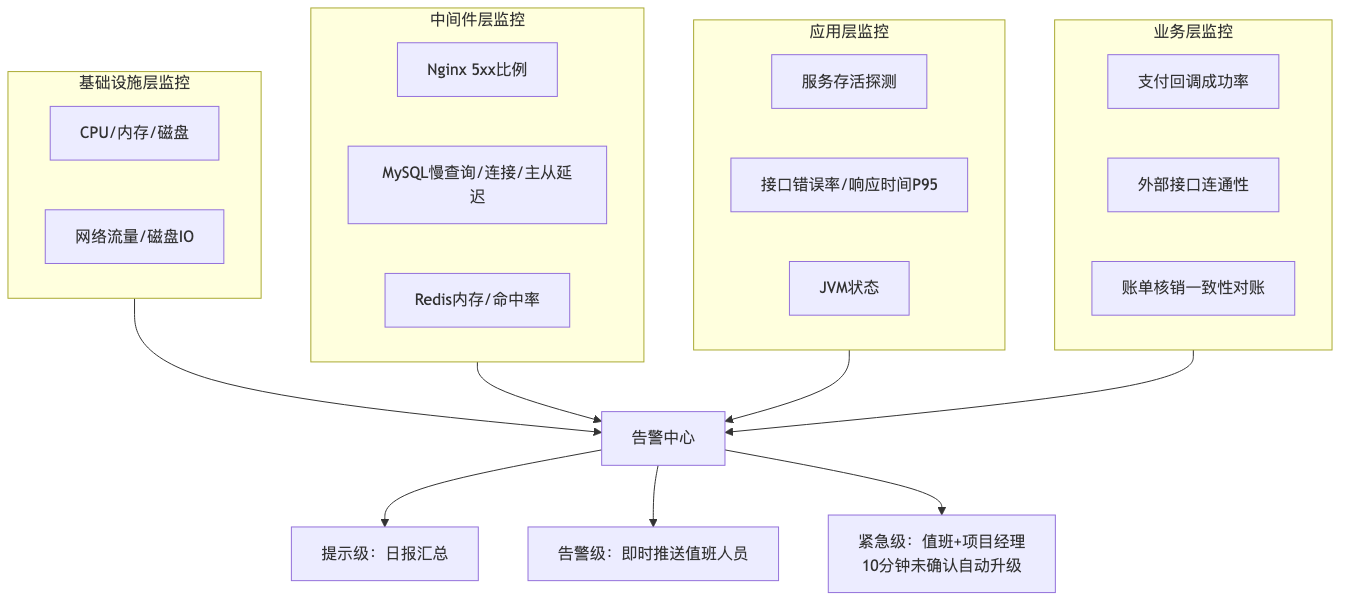 基础设施层监控
CPU/内存/磁盘
网络流量/磁盘IO
中间件层监控
Nginx 5xx比例
MySQL慢查询/连接/主从延
迟
Redis内存/命中率
应用层监控
服务存活探测
接口错误率/响应时间P95
JVM状态
业务层监控
支付回调成功率
外部接口连通性
账单核销一致性对账
告警中心
提示级：日报汇总
告警级：即时推送值班人员
紧急级：值班+项目经理
10分钟未确认自动升级